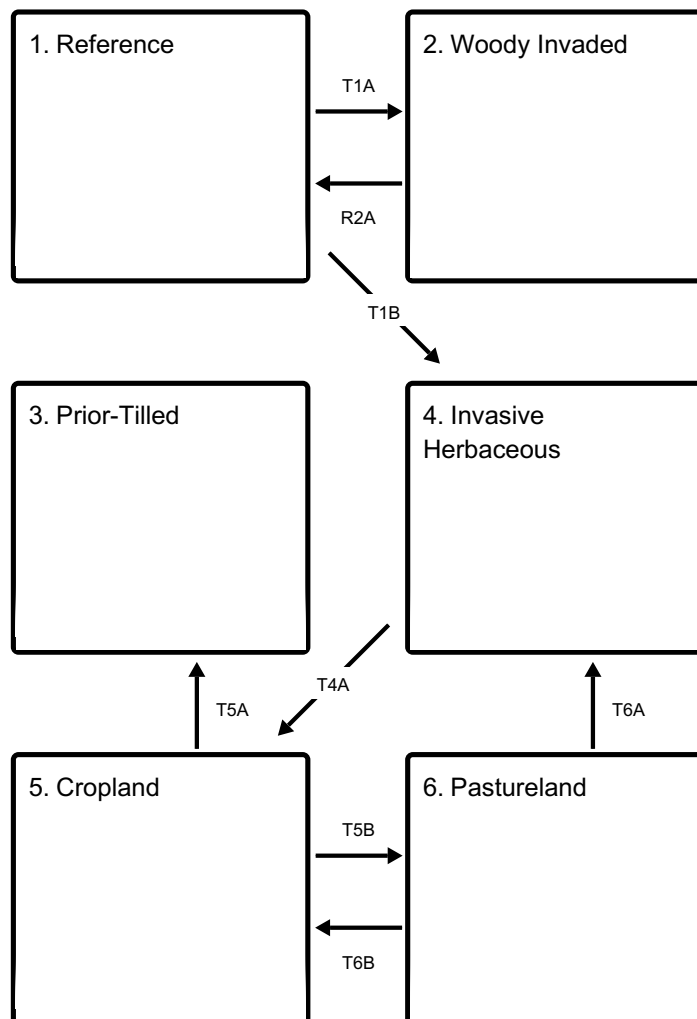 1. Reference
2. Woody Invaded
T1A
R2A
T1B
3. Prior-Tilled
4. Invasive
Herbaceous
T4A
T5A
T6A
5. Cropland
6. Pastureland
T5B
T6B